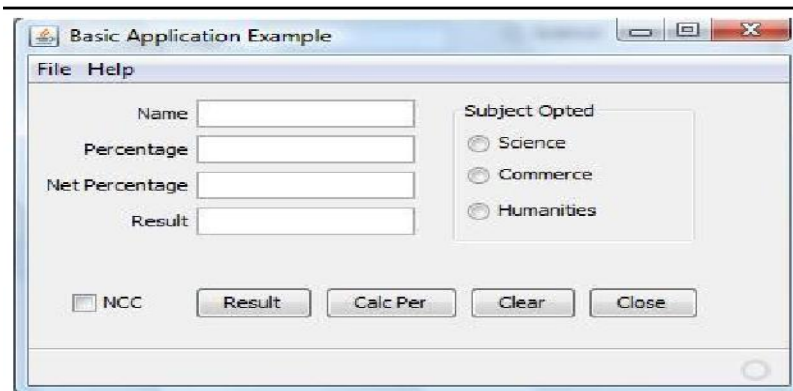 Basic Application Example
File Help
Name
Percentage
Net Percentage
Result
Subject Opted
Science
Commerce
Humanities
NCC
Result
Calc Per
Clear
Close